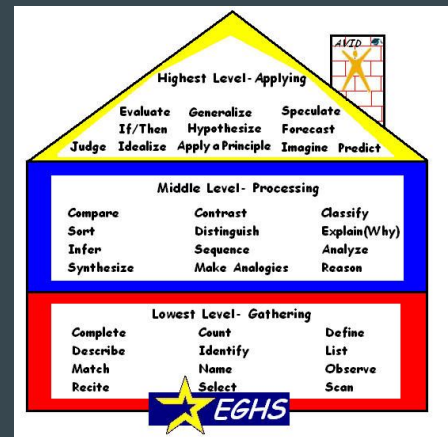 AVID
Highest Level- Applying
Evaluate Generalize Speculate
If/Then Hypothesize Forecast
Judge Idealize Apply a Principle Imagine Predict
Middle Level- Processing
Compare Contrast Classify
Sort Distinguish Explain(Why)
Infer Sequence Analyze
Synthesize Make Analogies Reason
Lowest Level- Gathering
Complete Count Define
Describe Identify List
Match Name Observe
Recite Select Scan
EGHS